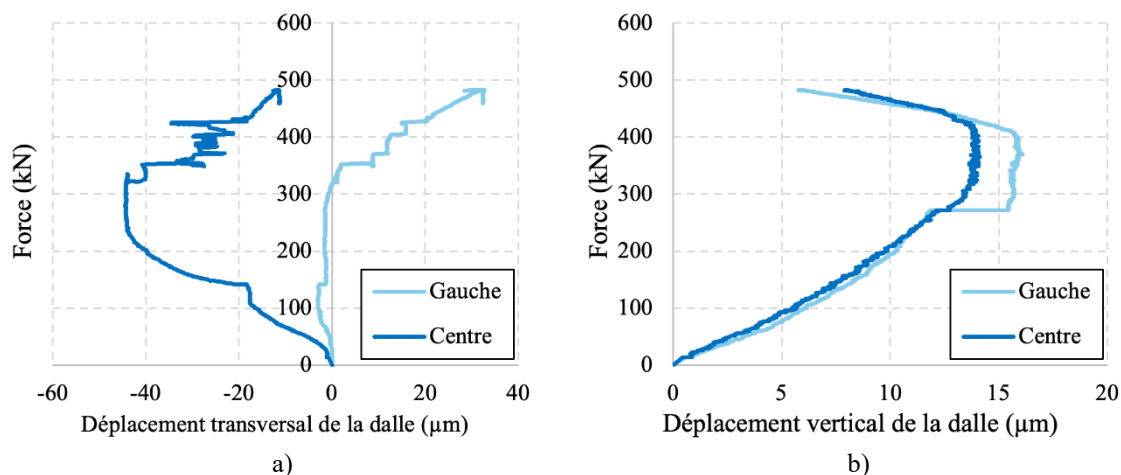 600
500
400
300
200
100
0
Force (kN)
-60
-40
-20
0
20
40
Déplacement transversal de la dalle (µm)
Gauche
Centre
a)
600
500
400
300
200
100
0
Force (kN)
0
5
10
15
20
Déplacement vertical de la dalle (µm)
Gauche
Centre
b)